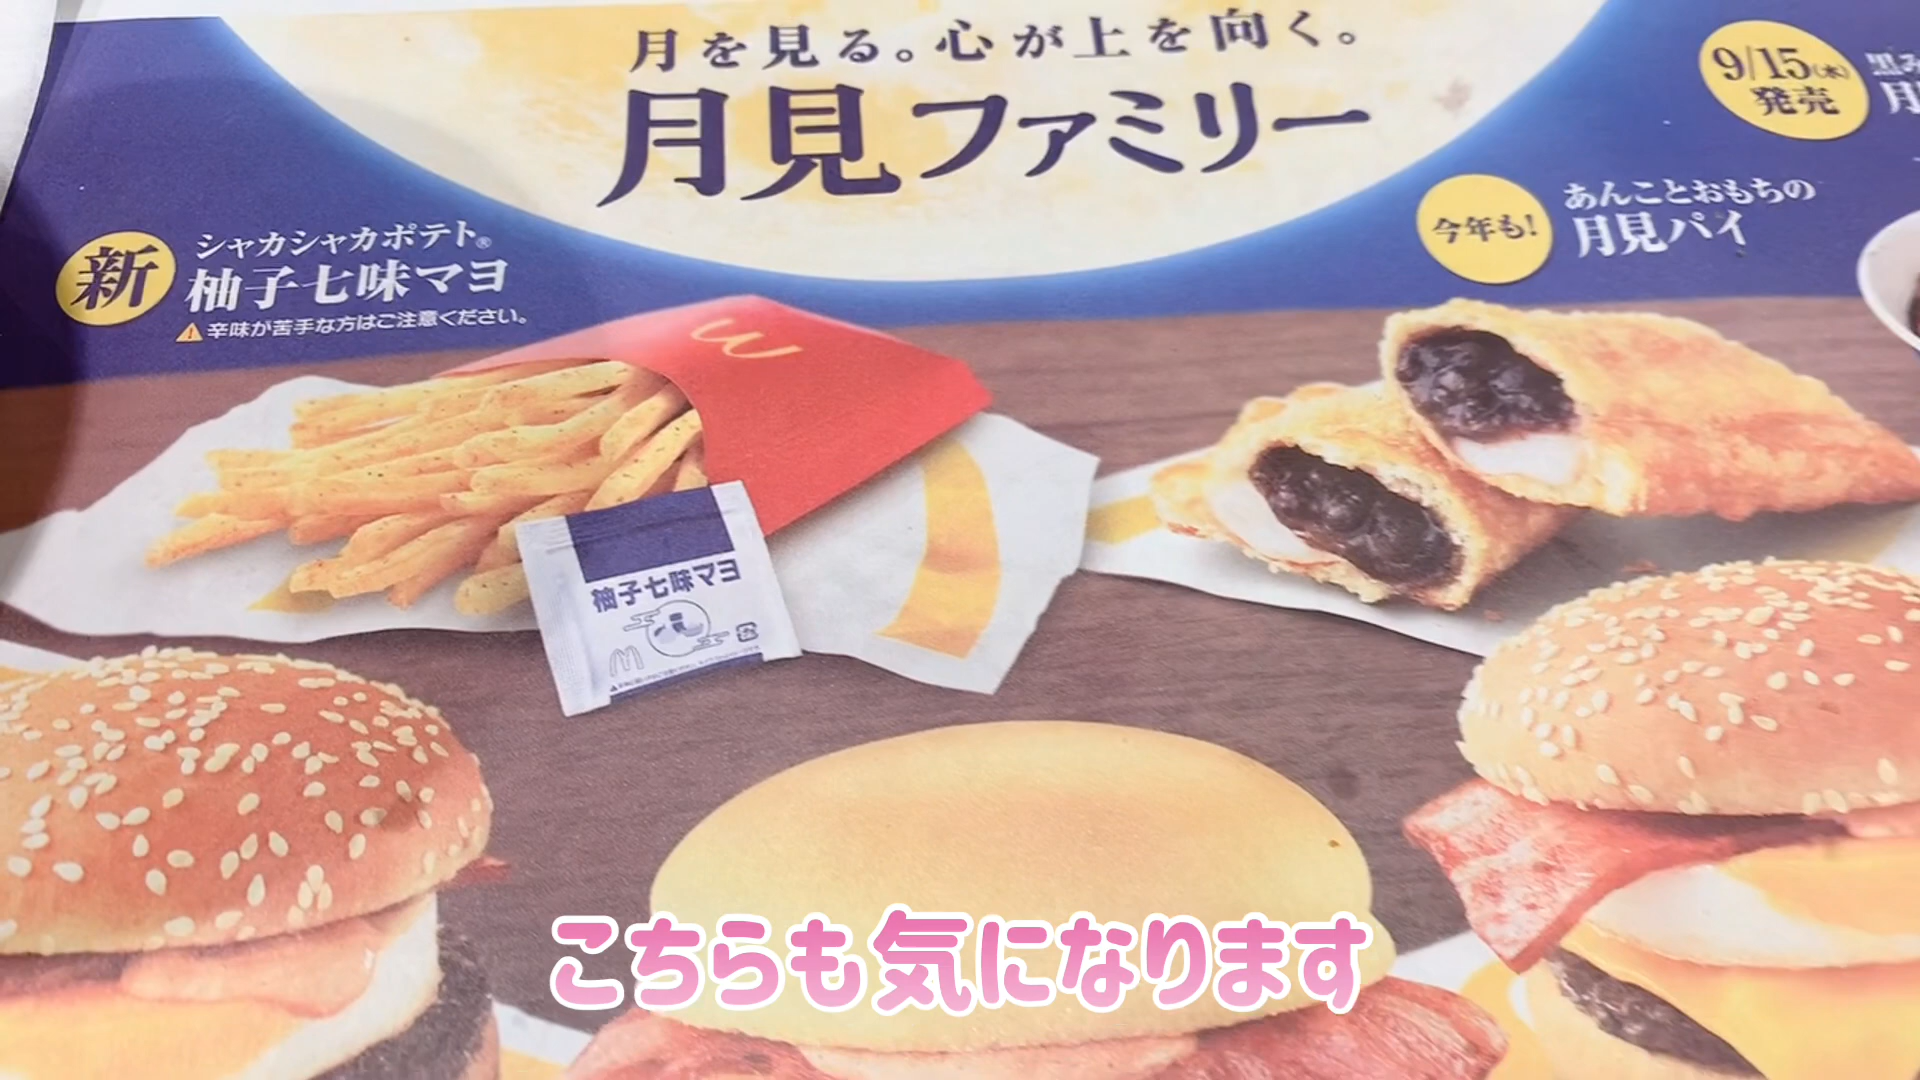 月を見る。心が上を向く。
月見ファミリー
新
シャカシャカポテト®
柚子七味マヨ
辛味が苦手な方はご注意ください。
9/15(水)
発売
黒み
月
今年も!
あんことおもちの
月見パイ
柚子七味マヨ
こちらも気になります